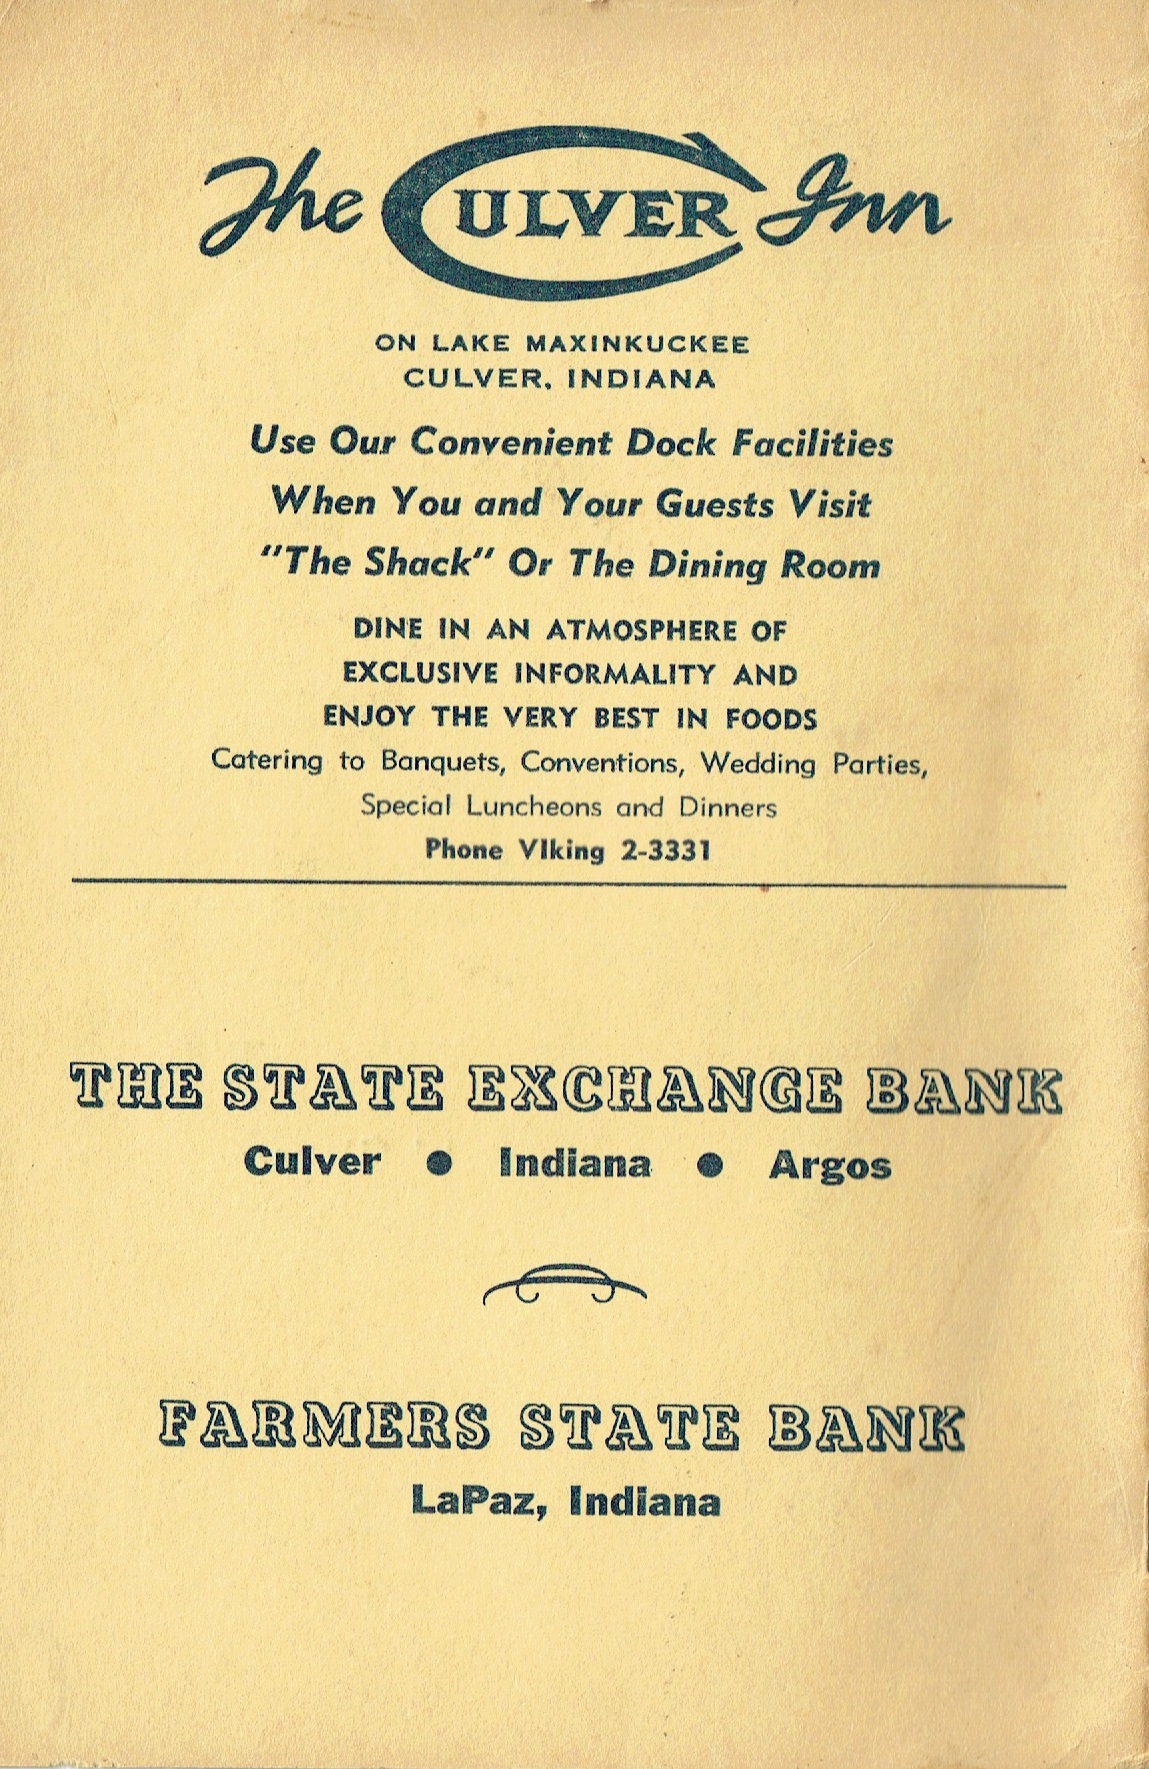 The CULVER Inn
ON LAKE MAXINKUCKEE
CULVER, INDIANA
Use Our Convenient Dock Facilities
When You and Your Guests Visit
"The Shack" Or The Dining Room
DINE IN AN ATMOSPHERE OF
EXCLUSIVE INFORMALITY AND
ENJOY THE VERY BEST IN FOODS
Catering to Banquets, Conventions, Wedding Parties,
Special Luncheons and Dinners
Phone VIking 2-3331
THE STATE EXCHANGE BANK
Culver ● Indiana ● Argos
FARMERS STATE BANK
LaPaz, Indiana